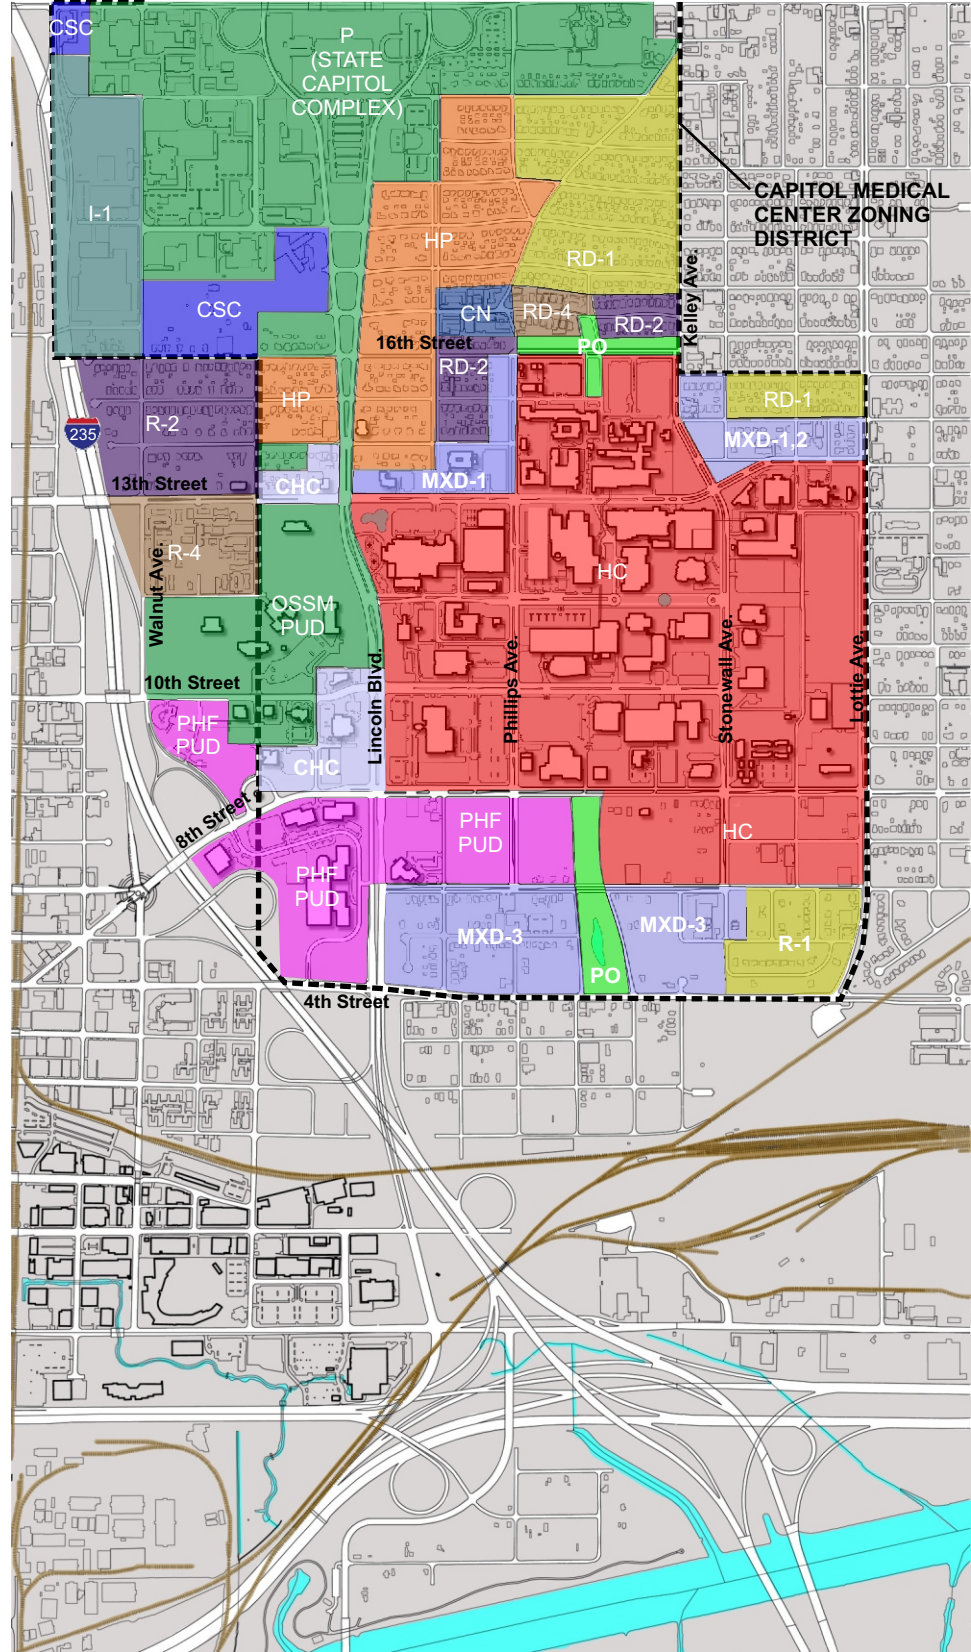 CSC
P
(STATE
CAPITOL
COMPLEX)
CAPITOL MEDICAL
CENTER ZONING
DISTRICT
I-1
HP
RD-1
Kelley Ave.
CSC
CN
RD-4
RD-2
16th Street
PO
RD-2
HP
RD-1
R-2
235
MXD-1,2
13th Street
CHC
MXD-1
R-4
HC
Walnut Ave.
OSSM
PUD
10th Street
Lincoln Blvd.
Phillips Ave.
Stonewall Ave.
Lottie Ave.
PHF
PUD
CHC
8th Street
PHF
PUD
HC
PHF
PUD
MXD-3
MXD-3
R-1
PO
4th Street